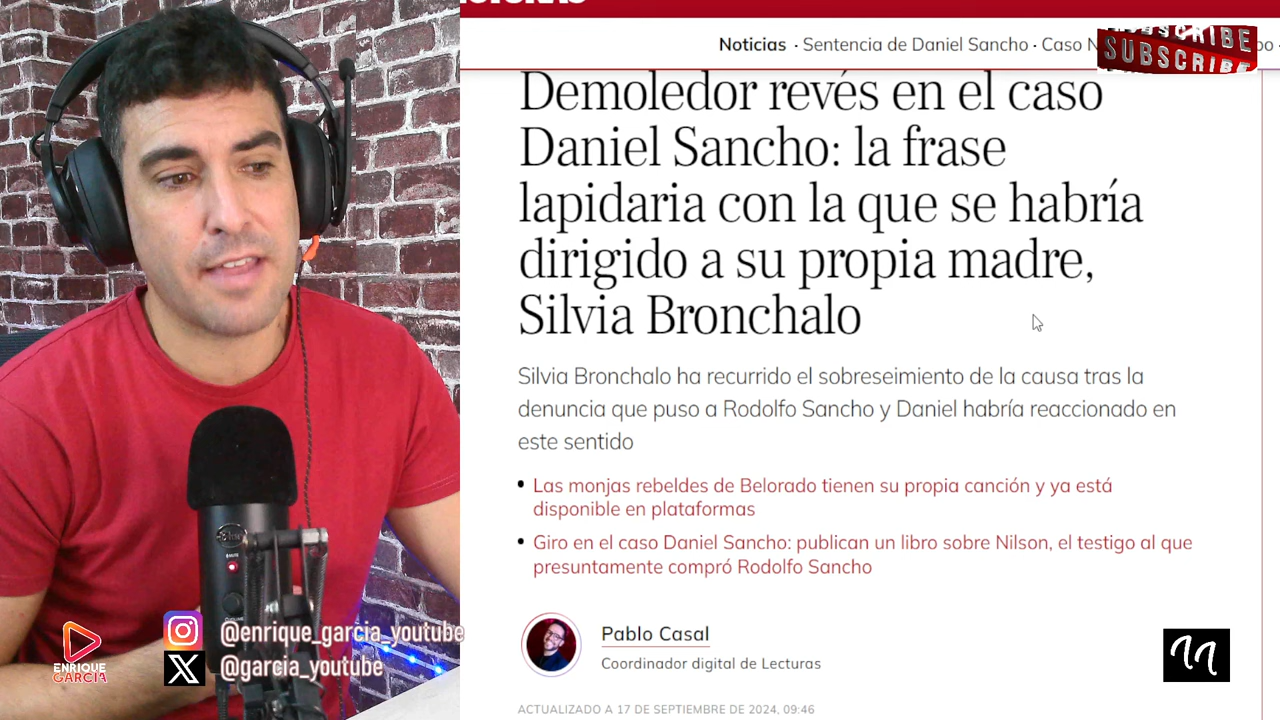 Noticias · Sentencia de Daniel Sancho · Caso N
SUBSCRIBE
SUBSCRIBE
Demoledor revés en el caso
Daniel Sancho: la frase
lapidaria con la que se habría
dirigido a su propia madre,
Silvia Bronchalo
Silvia Bronchalo ha recurrido el sobreseimiento de la causa tras la
denuncia que puso a Rodolfo Sancho y Daniel habría reaccionado en
este sentido
• Las monjas rebeldes de Belorado tienen su propia canción y ya está
disponible en plataformas
• Giro en el caso Daniel Sancho: publican un libro sobre Nilson, el testigo al que
presuntamente compró Rodolfo Sancho
Pablo Casal
Coordinador digital de Lecturas
ACTUALIZADO A 17 DE SEPTIEMBRE DE 2024, 09:46
@enrique_garcia_youtube
@garcia_youtube
ENRIQUE
GARCIA